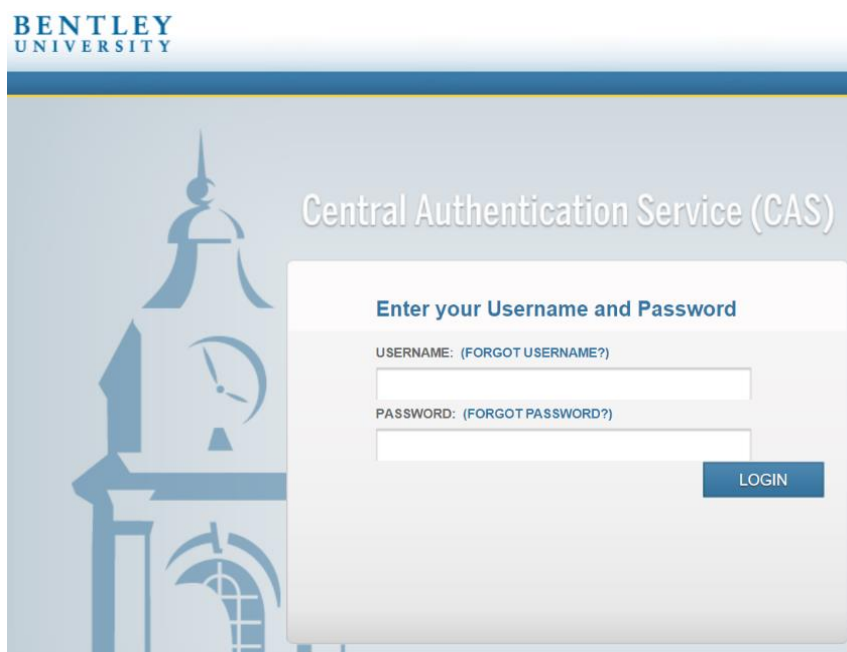 BENTLEY
UNIVERSITY
Central Authentication Service (CAS)
Enter your Username and Password
USERNAME: (FORGOT USERNAME?)
PASSWORD: (FORGOT PASSWORD?)
LOGIN